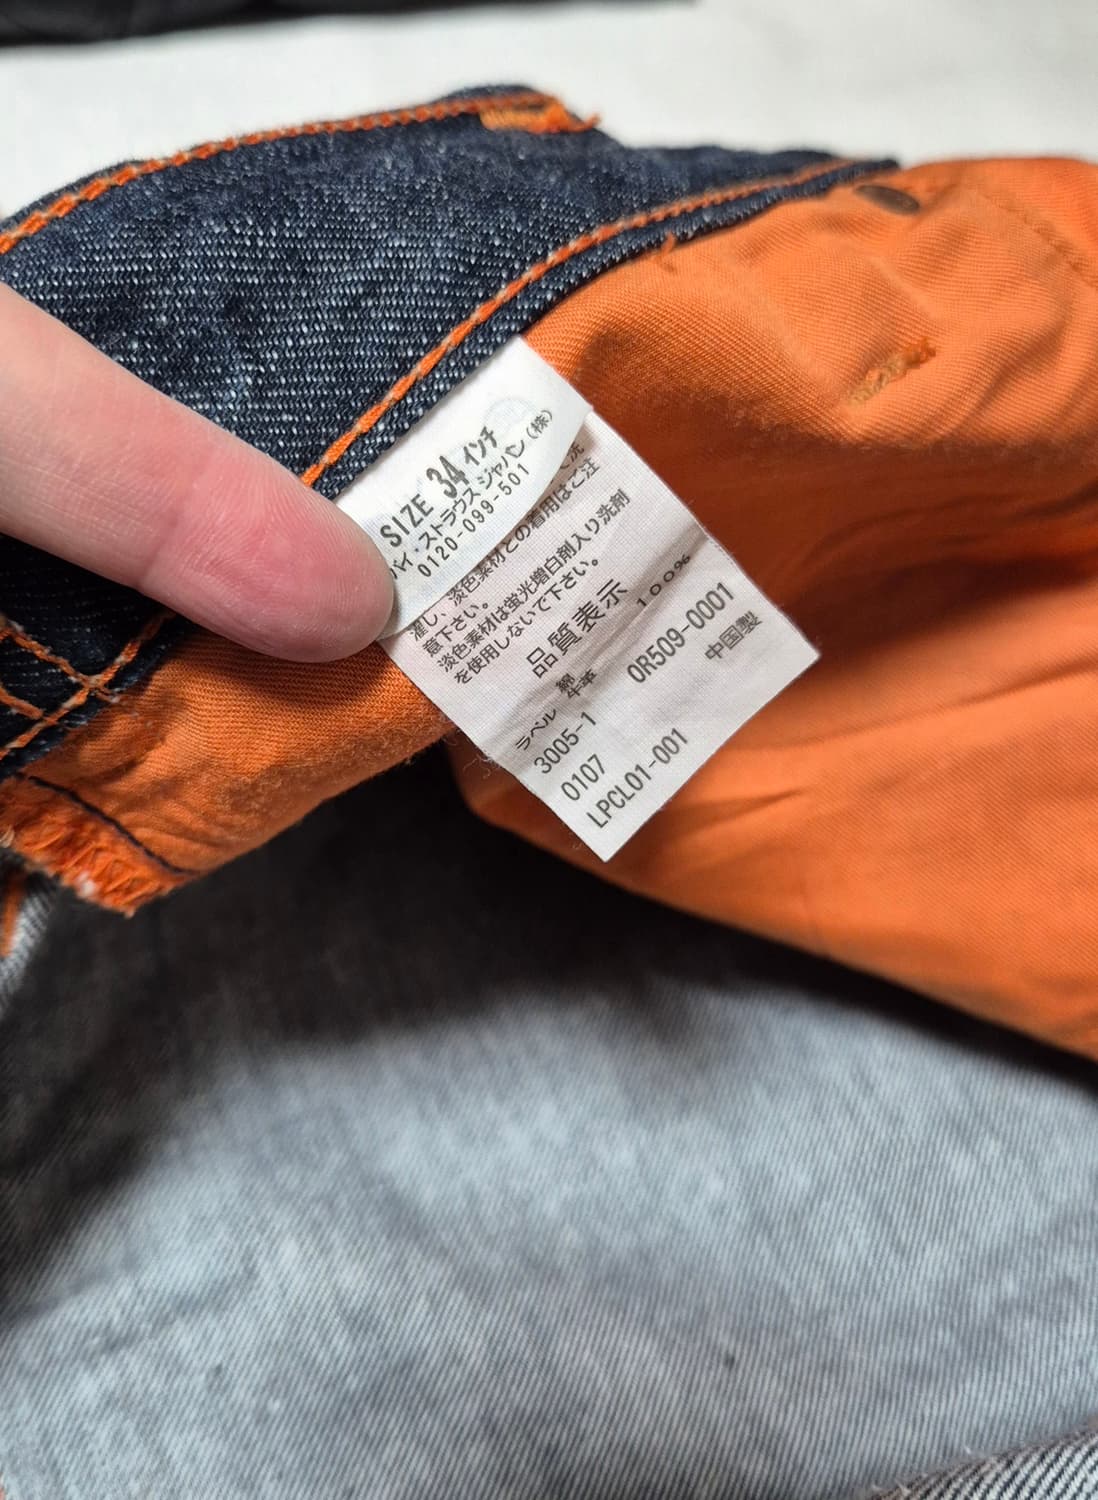 SIZE 34 インチ
バイ・ストラウス ジャパン(株)
0120-099-501
洗
濯し、淡色素材との着用はご注
意下さい。
淡色素材は蛍光増白剤入り洗剤
を使用しないで下さい。
品質表示
綿 100%
ラベル 牛革
3005-1 0R509-0001
0107 中国製
LPCL01-001